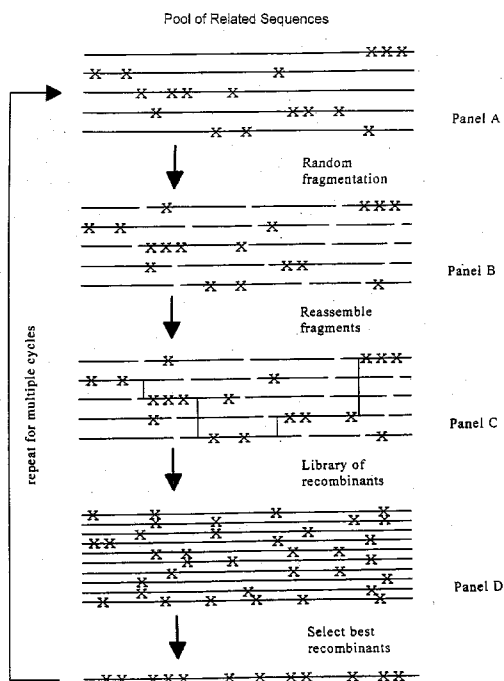 Pool of Related Sequences
Panel A
Random
fragmentation
Panel B
Reassemble
fragments
repeat for multiple cycles
Panel C
Library of
recombinants
Panel D
Select best
recombinants